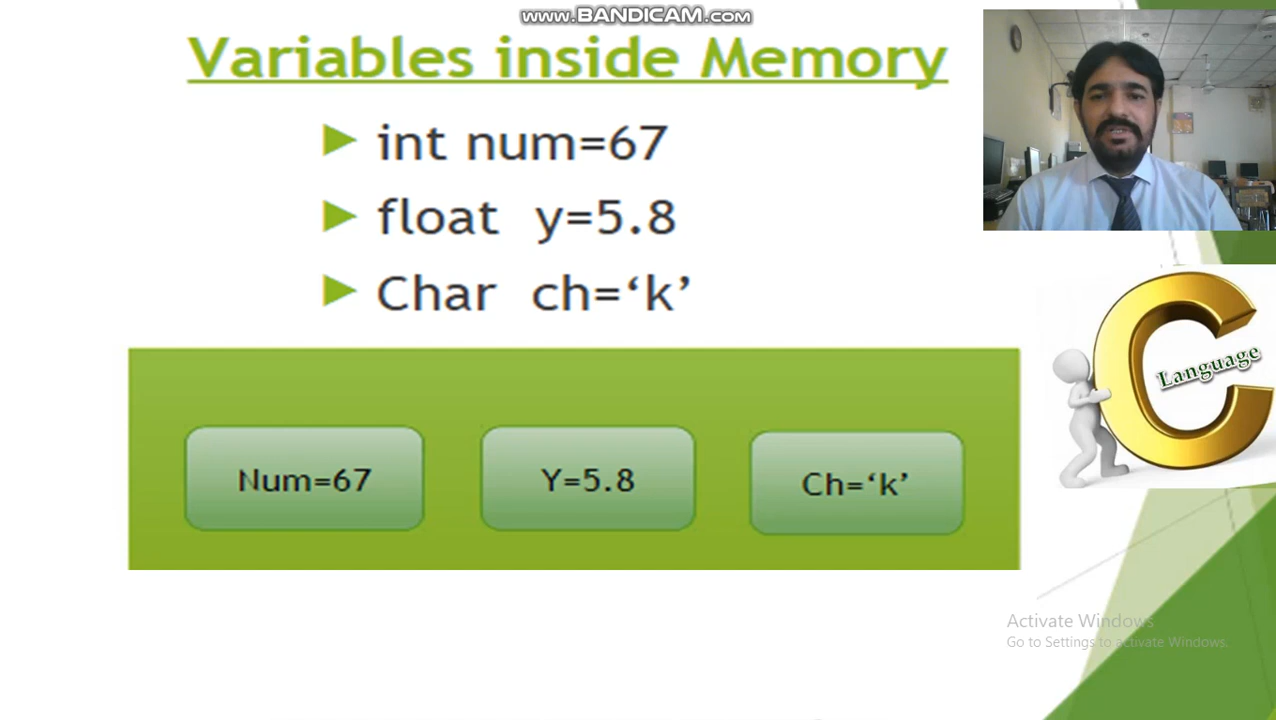 www.BANDICAM.com
Variables inside Memory
int num=67
float y=5.8
Char ch=‘k’
Language
Num=67
Y=5.8
Ch=‘k’
Activate Windows
Go to Settings to activate Windows.